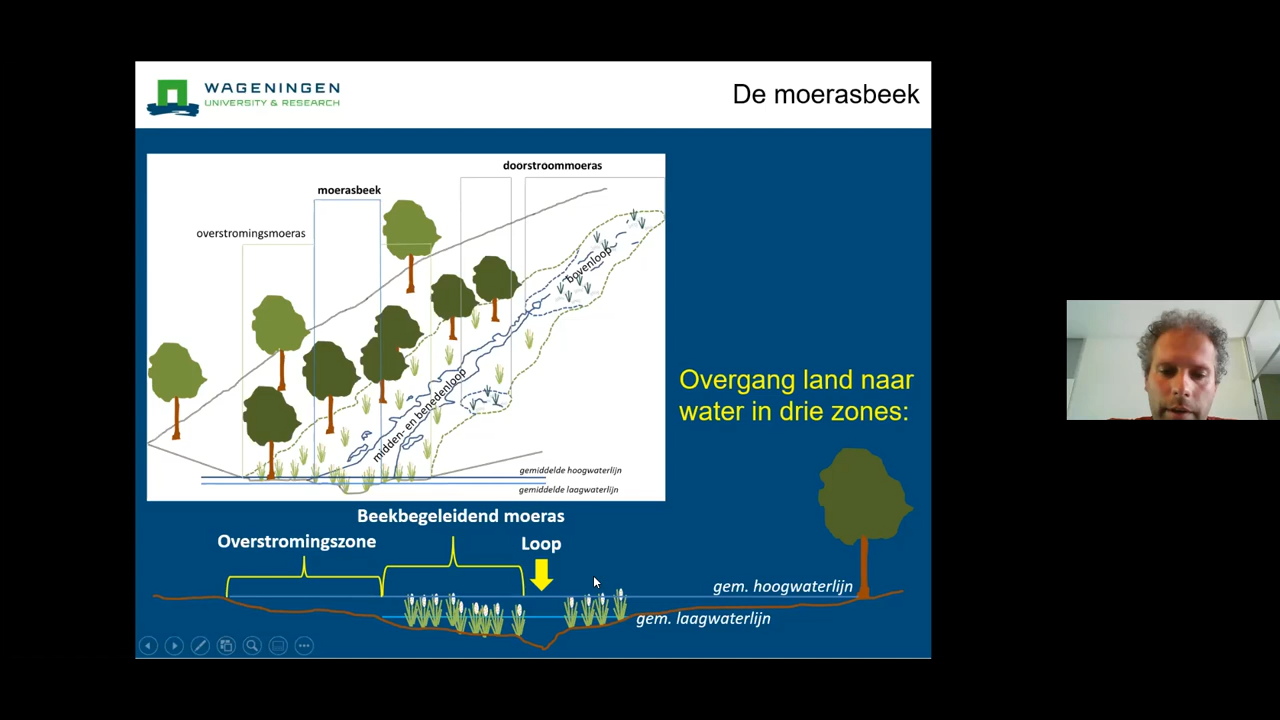 WAGENINGEN
UNIVERSITY & RESEARCH
De moerasbeek
doorstroommoeras
moerasbeek
overstromingsmoeras
bovenloop
midden- en benedenloop
gemiddelde hoogwaterlijn
gemiddelde laagwaterlijn
Overgang land naar
water in drie zones:
Beekbegeleidend moeras
Overstromingszone
Loop
gem. hoogwaterlijn
gem. laagwaterlijn